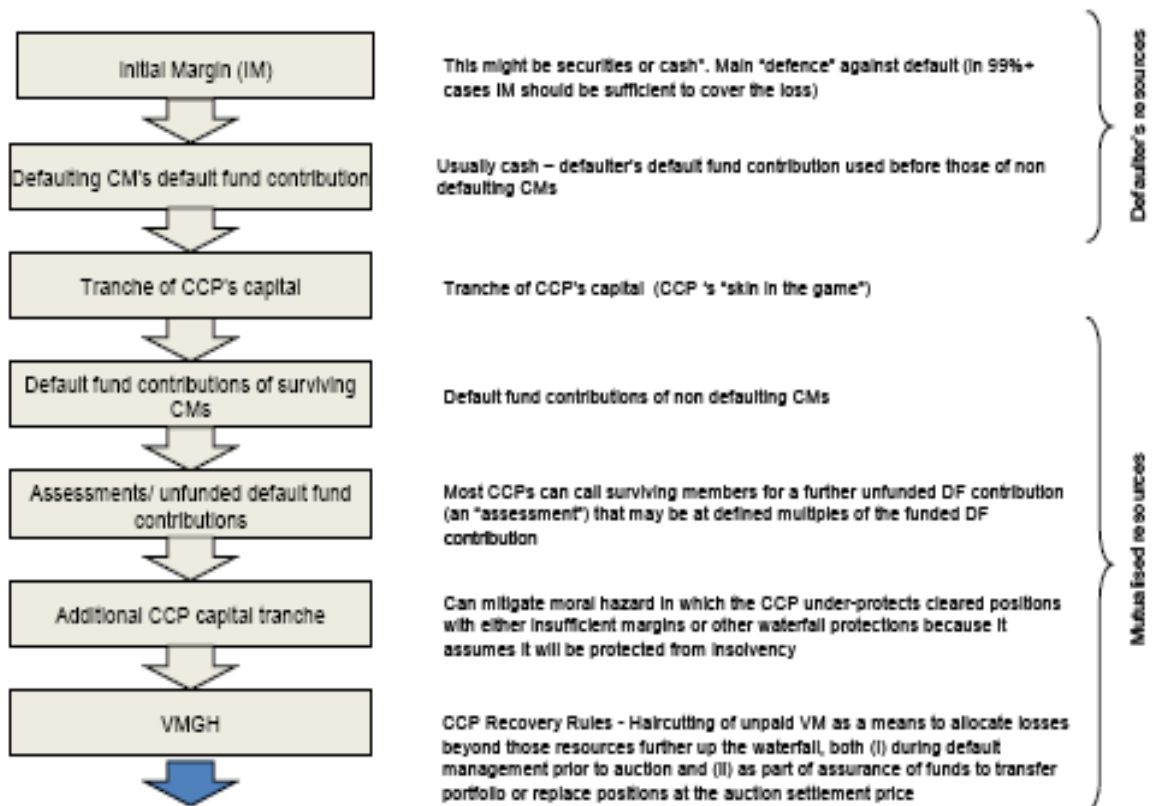 Initial Margin (IM)
This might be securities or cash". Main "defence" against default (in 99%+
cases IM should be sufficient to cover the loss)
Defaulting CM's default fund contribution
Usually cash – defaulter's default fund contribution used before those of non
defaulting CMs
Defaulter's resources
Tranche of CCP's capital
Tranche of CCP's capital (CCP 's "skin in the game")
Default fund contributions of surviving
CMs
Default fund contributions of non defaulting CMs
Assessments/ unfunded default fund
contributions
Most CCPs can call surviving members for a further unfunded DF contribution
(an "assessment") that may be at defined multiples of the funded DF
contribution
Additional CCP capital tranche
Can mitigate moral hazard in which the CCP under-protects cleared positions
with either insufficient margins or other waterfall protections because it
assumes it will be protected from insolvency
VMGH
CCP Recovery Rules - Haircutting of unpaid VM as a means to allocate losses
beyond those resources further up the waterfall, both (i) during default
management prior to auction and (ii) as part of assurance of funds to transfer
portfolio or replace positions at the auction settlement price
Mutualised resources